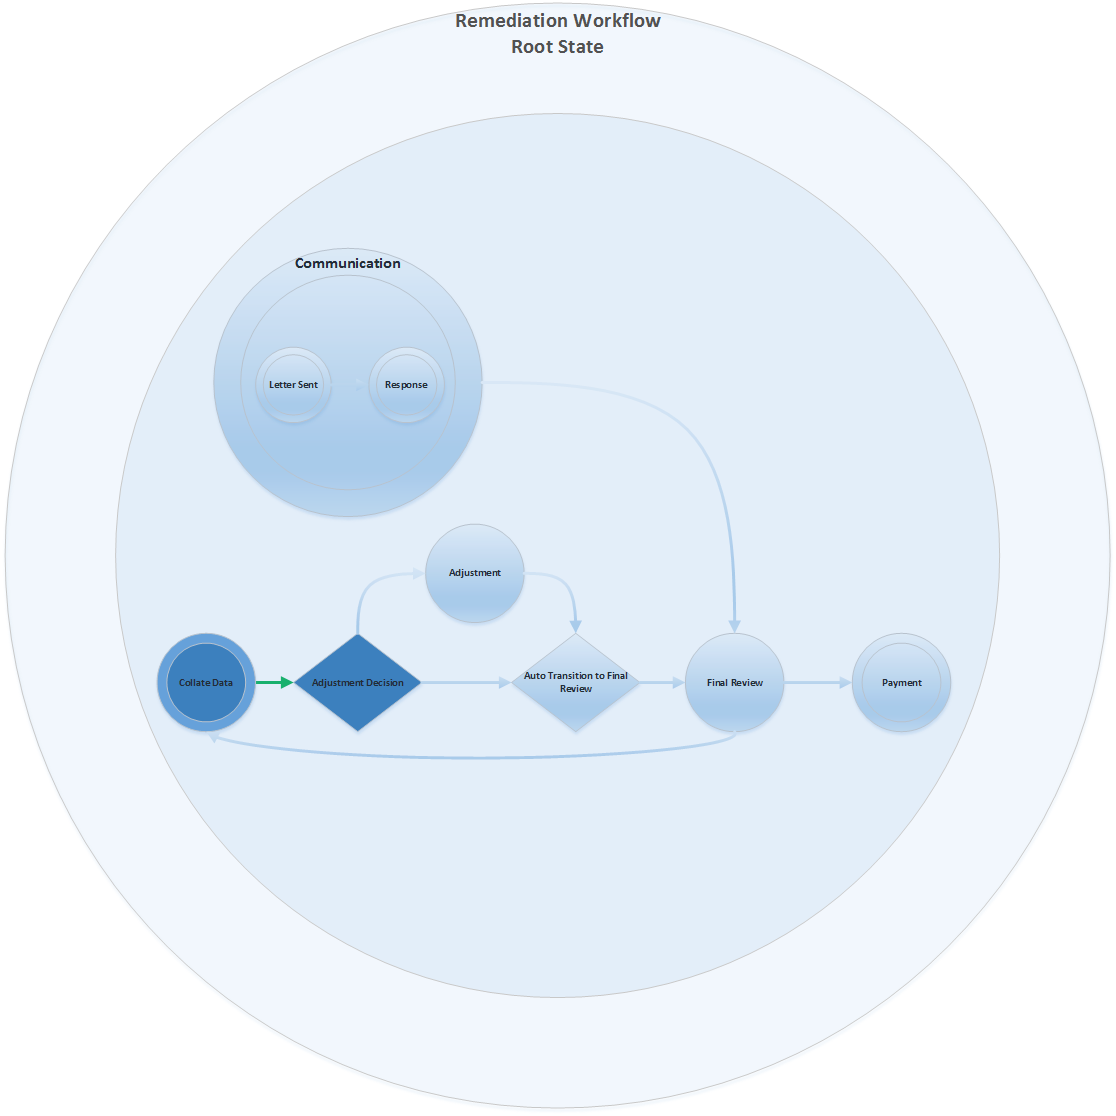 Remediation Workflow
Root State
Communication
Letter Sent
Response
Adjustment
Collate Data
Adjustment Decision
Auto Transition to Final
Review
Final Review
Payment